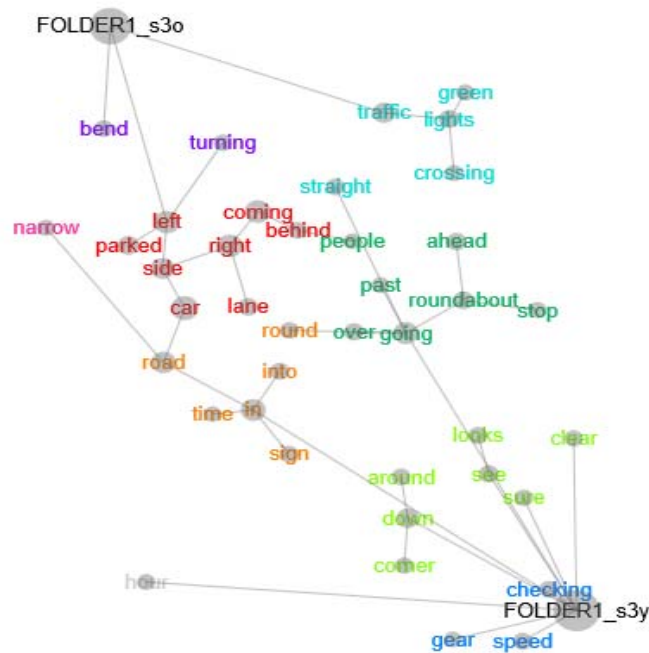 FOLDER1_s3o
green
traffic
lights
bend
turning
crossing
straight
coming
narrow
left
behind
parked
right
people
ahead
side
past
car
lane
roundabout
stop
round
over
going
road
into
time
in
sign
looks
clear
around
see
sure
down
corner
hour
checking
FOLDER1_s3y
gear
speed